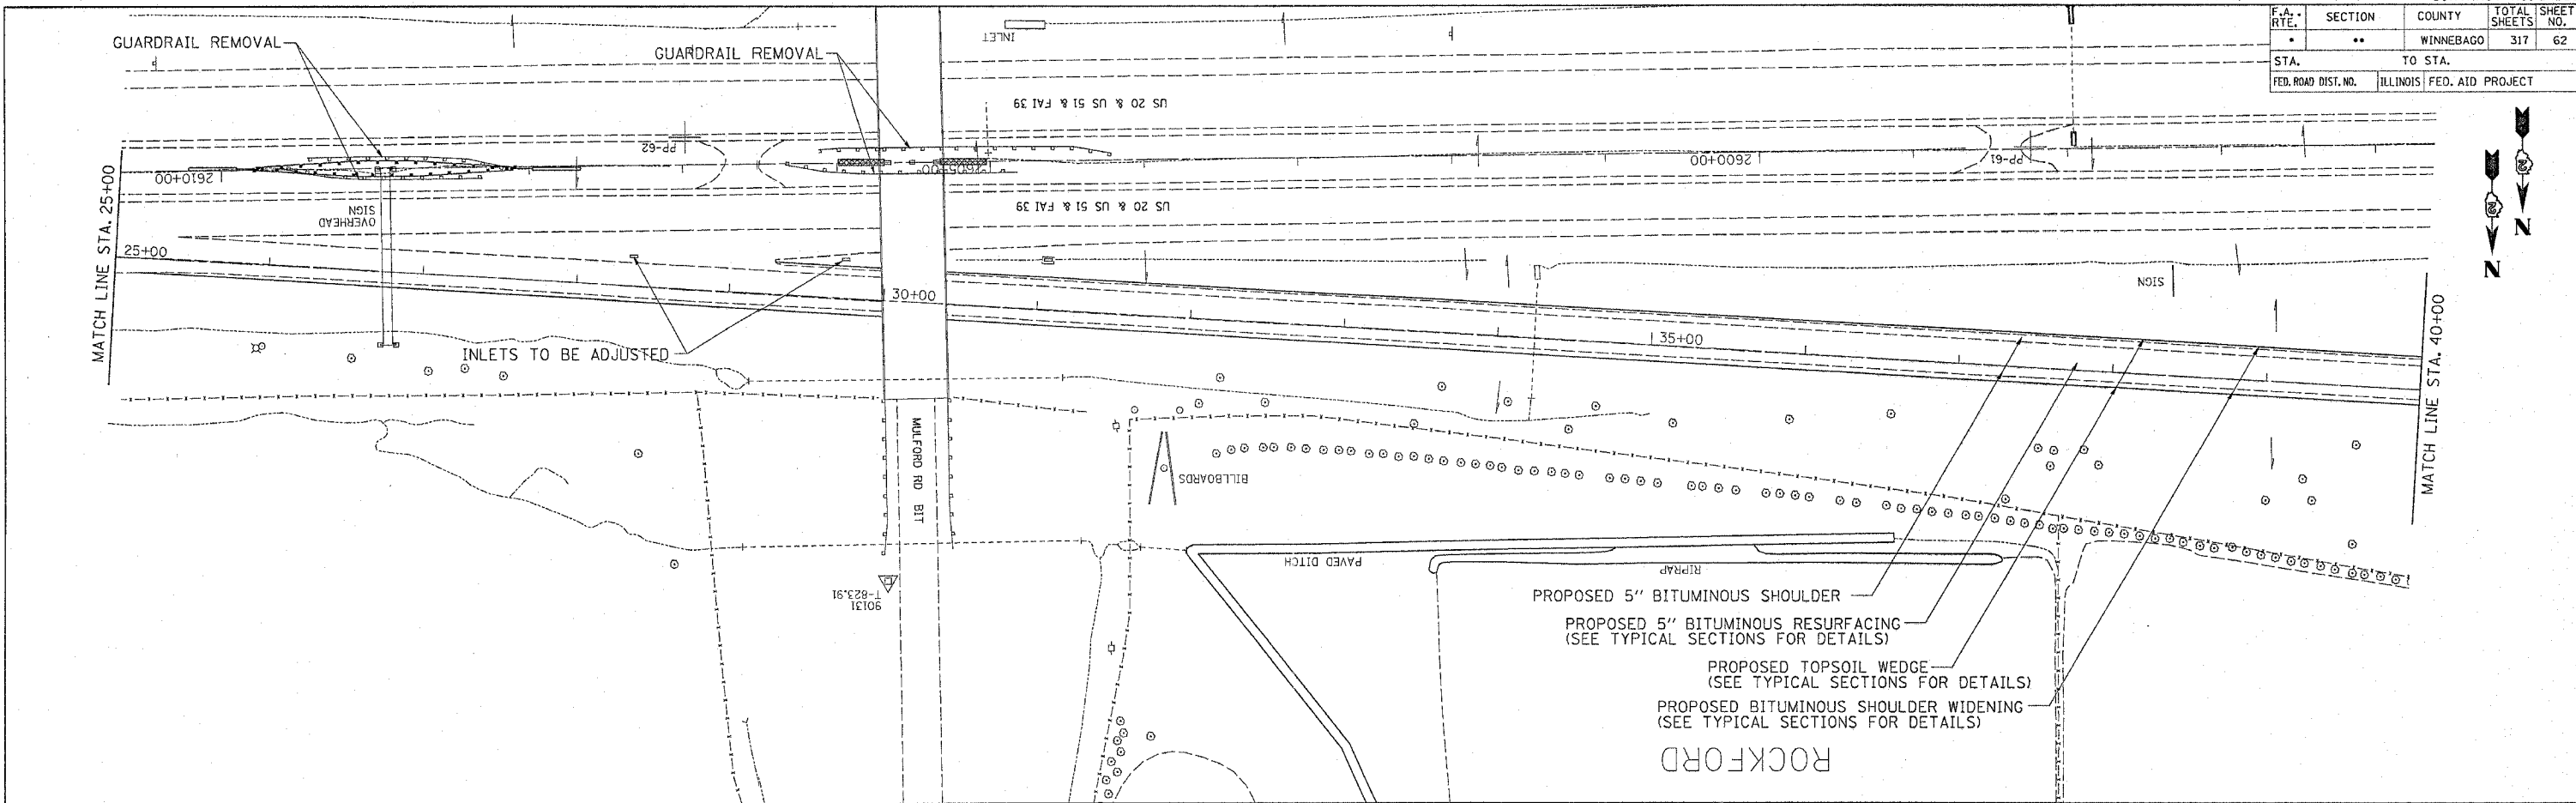 F.A. RTE. SECTION COUNTY TOTAL SHEETS SHEET NO.
• •• WINNEBAGO 317 62
STA. TO STA.
FED. ROAD DIST. NO. ILLINOIS FED. AID PROJECT
GUARDRAIL REMOVAL
GUARDRAIL REMOVAL
INLET
US 20 & US 51 & FAI 39
PP-62
PP-61
2610+00
2605+00
2600+00
US 20 & US 51 & FAI 39
OVERHEAD
SIGN
MATCH LINE STA. 25+00
25+00
30+00
35+00
SIGN
MATCH LINE STA. 40+00
N
N
INLETS TO BE ADJUSTED
MULFORD RD BIT
BILLBOARDS
PAVED DITCH
RIPRAP
90131
T-823.91
PROPOSED 5" BITUMINOUS SHOULDER
PROPOSED 5" BITUMINOUS RESURFACING
(SEE TYPICAL SECTIONS FOR DETAILS)
PROPOSED TOPSOIL WEDGE
(SEE TYPICAL SECTIONS FOR DETAILS)
PROPOSED BITUMINOUS SHOULDER WIDENING
(SEE TYPICAL SECTIONS FOR DETAILS)
ROCKFORD